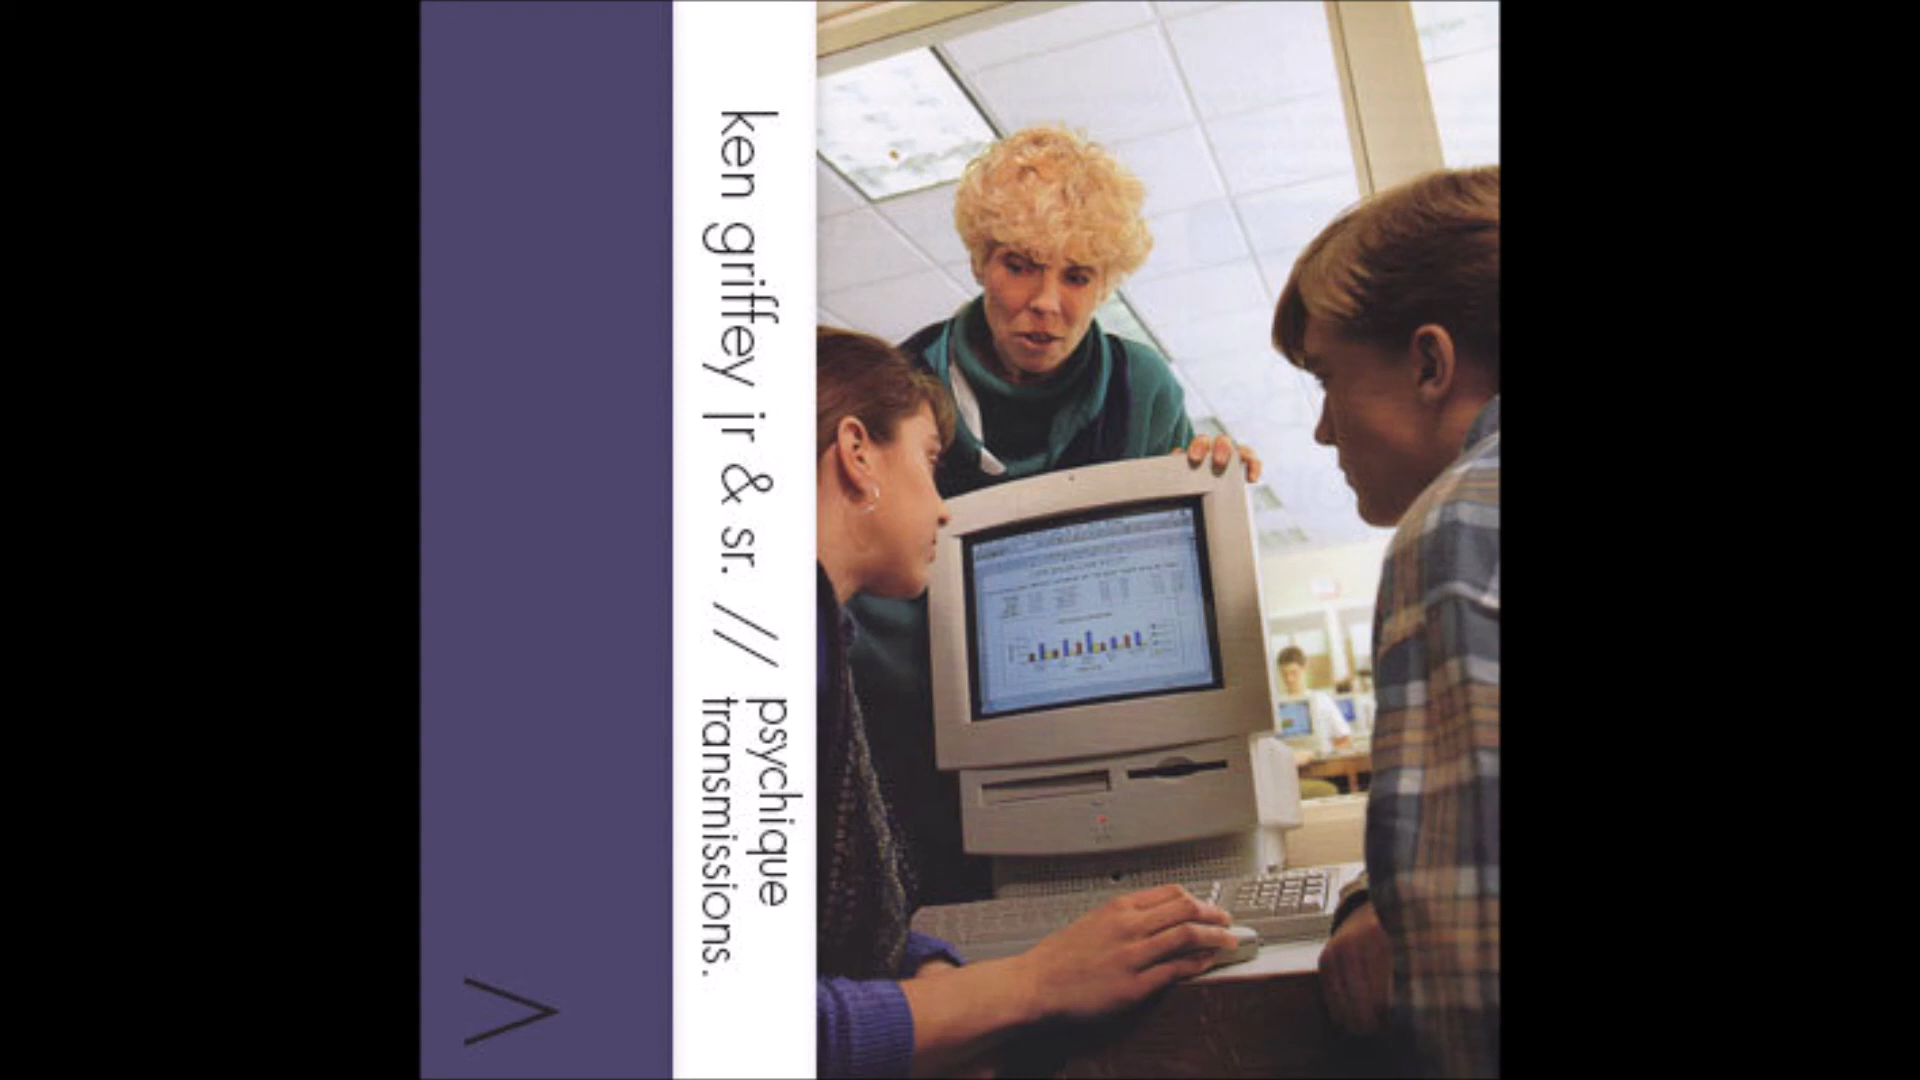 ken griffey jr & sr. // psychique
transmissions.
>